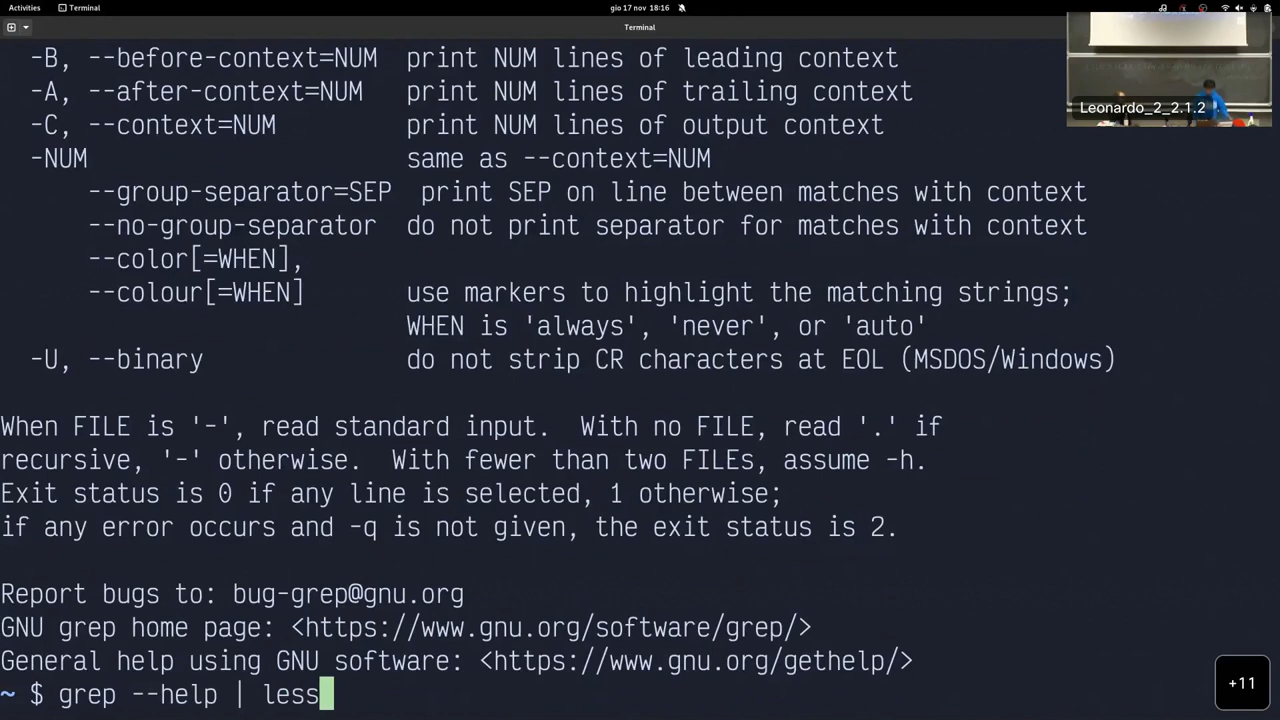 Activities
Terminal
gio 17 nov 18:16
Terminal
-B, --before-context=NUM  print NUM lines of leading context
-A, --after-context=NUM   print NUM lines of trailing context
-C, --context=NUM         print NUM lines of output context
-NUM                      same as --context=NUM
--group-separator=SEP  print SEP on line between matches with context
--no-group-separator  do not print separator for matches with context
--color[=WHEN],
--colour[=WHEN]       use markers to highlight the matching strings;
WHEN is 'always', 'never', or 'auto'
-U, --binary              do not strip CR characters at EOL (MSDOS/Windows)
When FILE is '-', read standard input.  With no FILE, read '.' if
recursive, '-' otherwise.  With fewer than two FILEs, assume -h.
Exit status is 0 if any line is selected, 1 otherwise;
if any error occurs and -q is not given, the exit status is 2.
Report bugs to: bug-grep@gnu.org
GNU grep home page: <https://www.gnu.org/software/grep/>
General help using GNU software: <https://www.gnu.org/gethelp/>
~ $ grep --help | less
Leonardo_2_2.1.2
+11